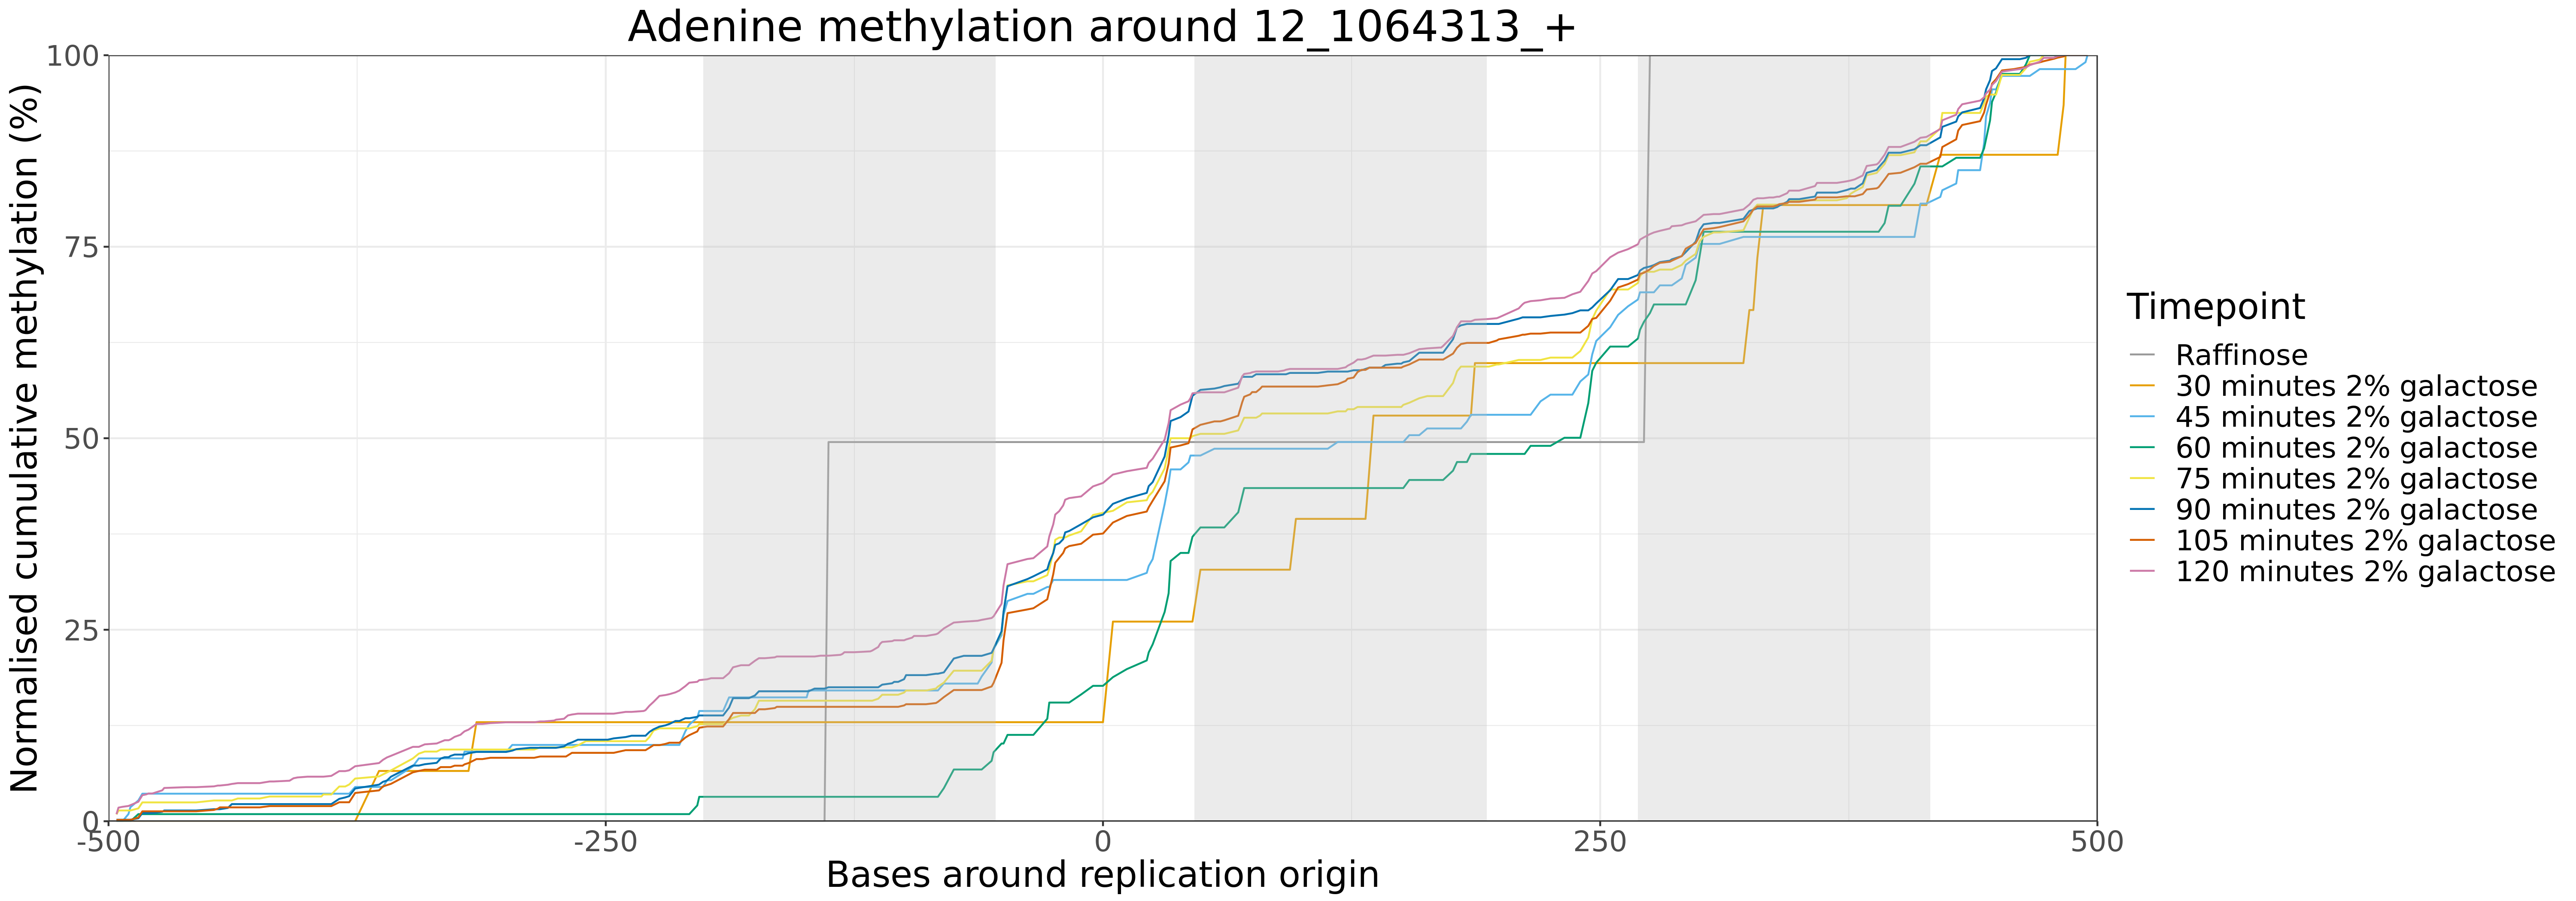 Adenine methylation around 12_1064313_+
Normalised cumulative methylation (%)
100
75
50
25
0
-500
-250
0
250
500
Bases around replication origin
Timepoint
Raffinose
30 minutes 2% galactose
45 minutes 2% galactose
60 minutes 2% galactose
75 minutes 2% galactose
90 minutes 2% galactose
105 minutes 2% galactose
120 minutes 2% galactose